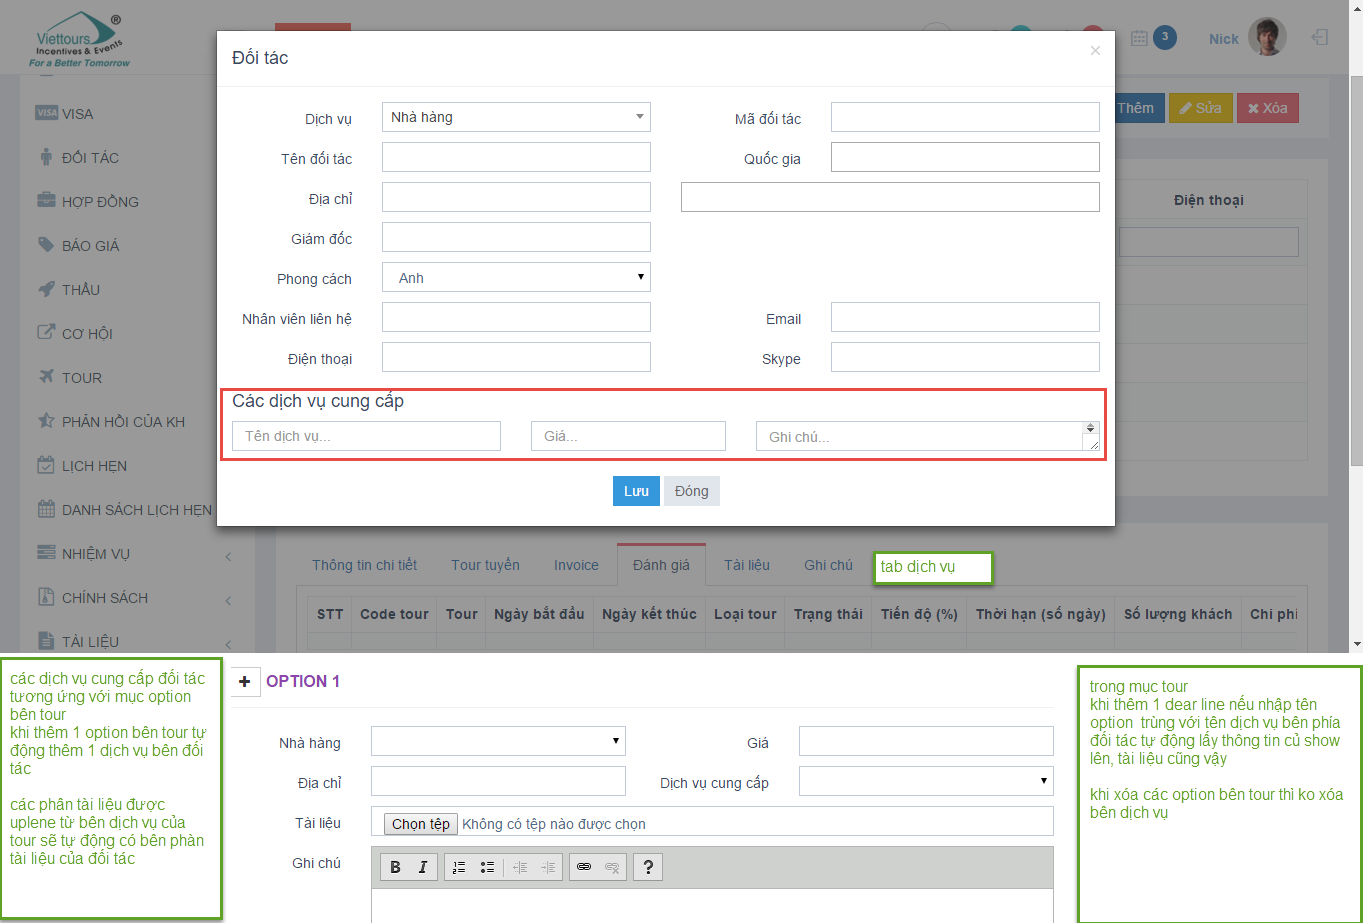 Viettours ®
Incentives & Events
For a Better Tomorrow
3
Nick
VISA VISA
ĐỐI TÁC
HỢP ĐỒNG
BÁO GIÁ
THẦU
CƠ HỘI
TOUR
PHẢN HỒI CỦA KH
LỊCH HẸN
DANH SÁCH LỊCH HẸN
NHIỆM VỤ
CHÍNH SÁCH
TÀI LIỆU
Thêm Sửa Xóa
Điện thoại
Đối tác ×
Dịch vụ Nhà hàng Mã đối tác
Tên đối tác Quốc gia
Địa chỉ
Giám đốc
Phong cách Anh
Nhân viên liên hệ Email
Điện thoại Skype
Các dịch vụ cung cấp
Tên dịch vụ... Giá... Ghi chú...
Lưu Đóng
Thông tin chi tiết Tour tuyến Invoice Đánh giá Tài liệu Ghi chú tab dịch vụ
STT Code tour Tour Ngày bắt đầu Ngày kết thúc Loại tour Trạng thái Tiến độ (%) Thời hạn (số ngày) Số lượng khách Chi phí
các dịch vụ cung cấp đối tác
tương ứng với mục option
bên tour
khi thêm 1 option bên tour tự
động thêm 1 dịch vụ bên đối
tác
các phần tài liệu được
uplene từ bên dịch vụ của
tour sẽ tự động có bên phàn
tài liệu của đối tác
+ OPTION 1
Nhà hàng Giá
Địa chỉ Dịch vụ cung cấp
Tài liệu Chọn tệp Không có tệp nào được chọn
Ghi chú
B I ?
trong mục tour
khi thêm 1 dear line nếu nhập tên
option trùng với tên dịch vụ bên phía
đối tác tự động lấy thông tin củ show
lên, tài liệu cũng vậy
khi xóa các option bên tour thì ko xóa
bên dịch vụ